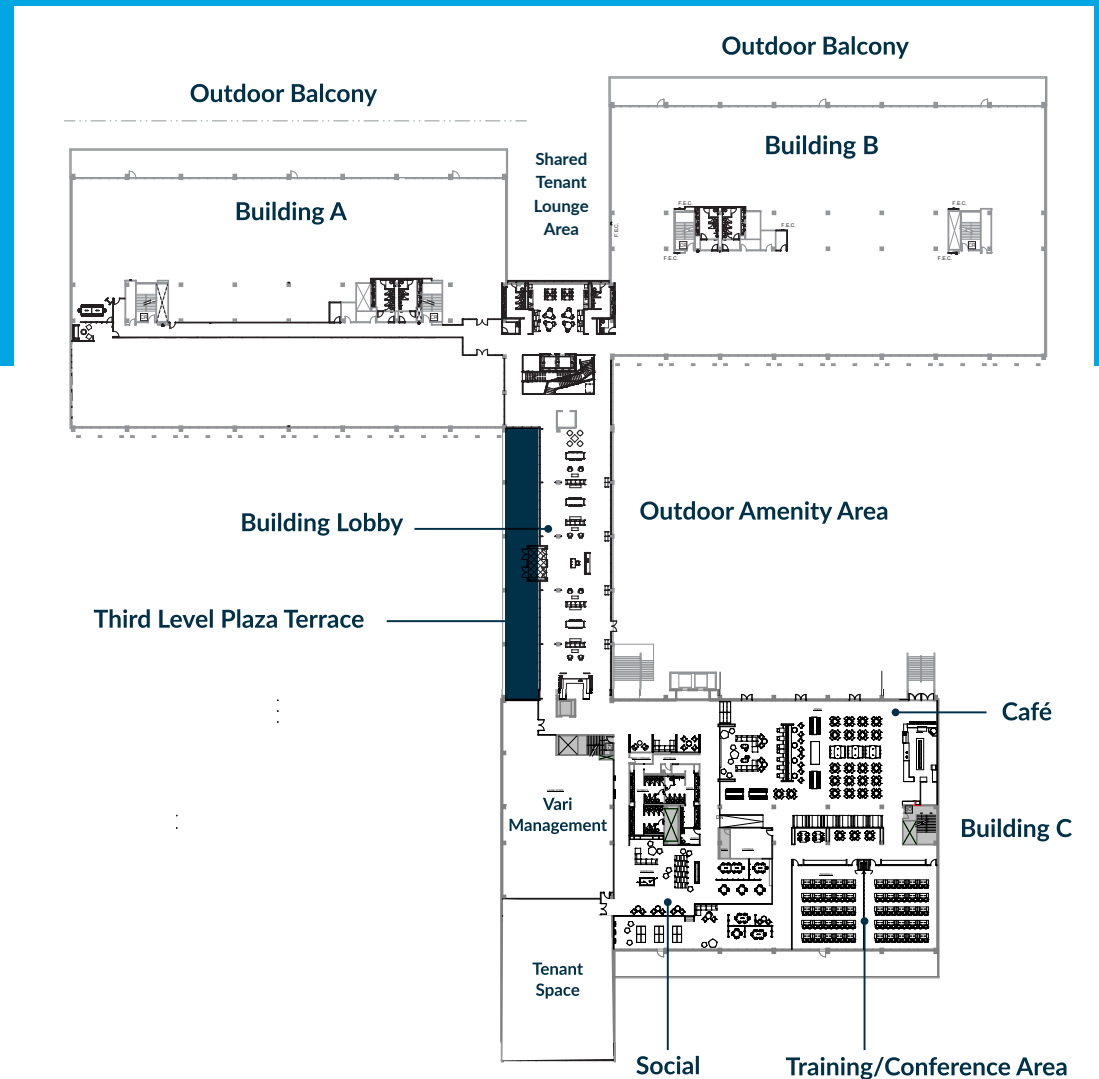 Outdoor Balcony
Outdoor Balcony
Building B
Shared
Tenant
Lounge
Area
Building A
F.E.C.
F.E.C.
F.E.C.
F.E.C.
F.E.C.
F.E.C.
Outdoor Amenity Area
Building Lobby
Third Level Plaza Terrace
Café
Vari
Management
Building C
Tenant
Space
Social
Training/Conference Area